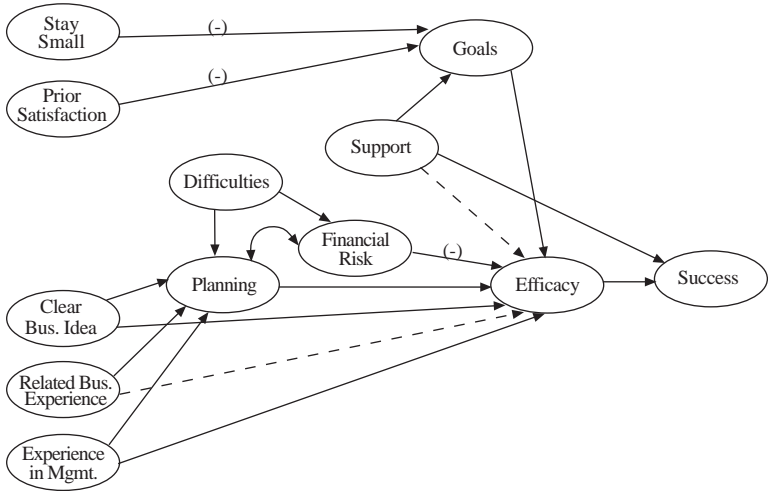 Stay
Small
(-)
Goals
(-)
Prior
Satisfaction
Support
Difficulties
Financial
Risk
(-)
Planning
Efficacy
Success
Clear
Bus. Idea
Related Bus.
Experience
Experience
in Mgmt.